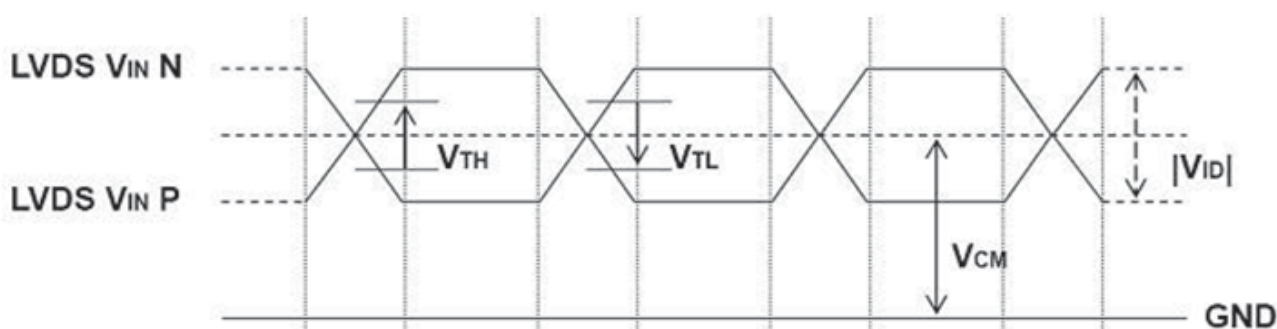 LVDS VIN N
VTH
VTL
|VID|
LVDS VIN P
VCM
GND